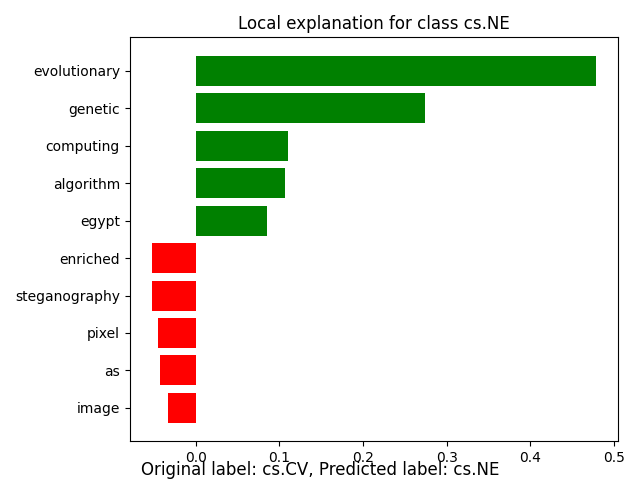 Local explanation for class cs.NE
evolutionary
genetic
computing
algorithm
egypt
enriched
steganography
pixel
as
image
0.0 0.1 0.2 0.3 0.4 0.5
Original label: cs.CV, Predicted label: cs.NE